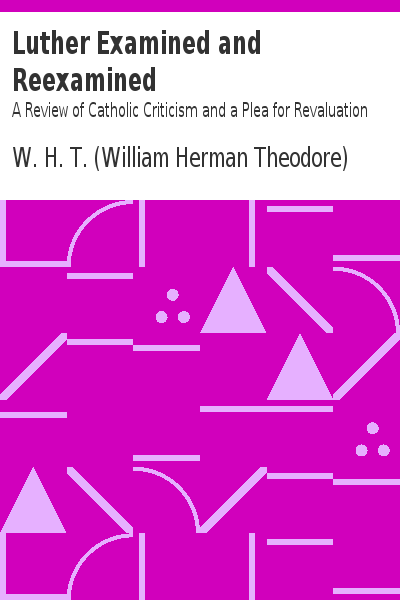 Luther Examined and
Reexamined
A Review of Catholic Criticism and a Plea for Revaluation
W. H. T. (William Herman Theodore)